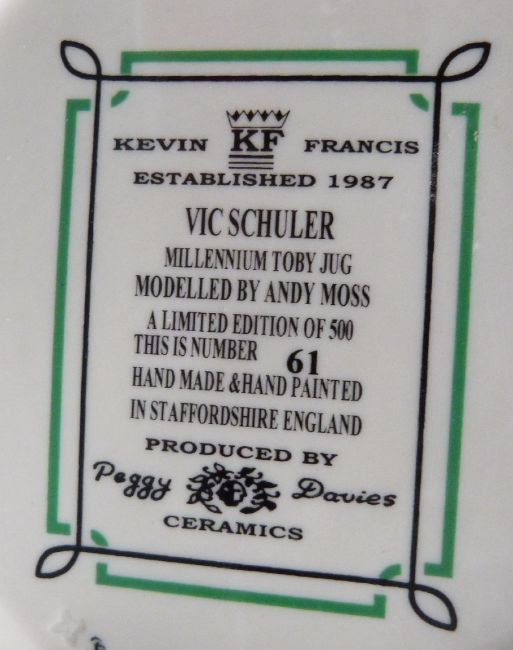 KEVIN KF FRANCIS
ESTABLISHED 1987
VIC SCHULER
MILLENNIUM TOBY JUG
MODELLED BY ANDY MOSS
A LIMITED EDITION OF 500
THIS IS NUMBER 61
HAND MADE &HAND PAINTED
IN STAFFORDSHIRE ENGLAND
PRODUCED BY
Peggy Davies
CERAMICS